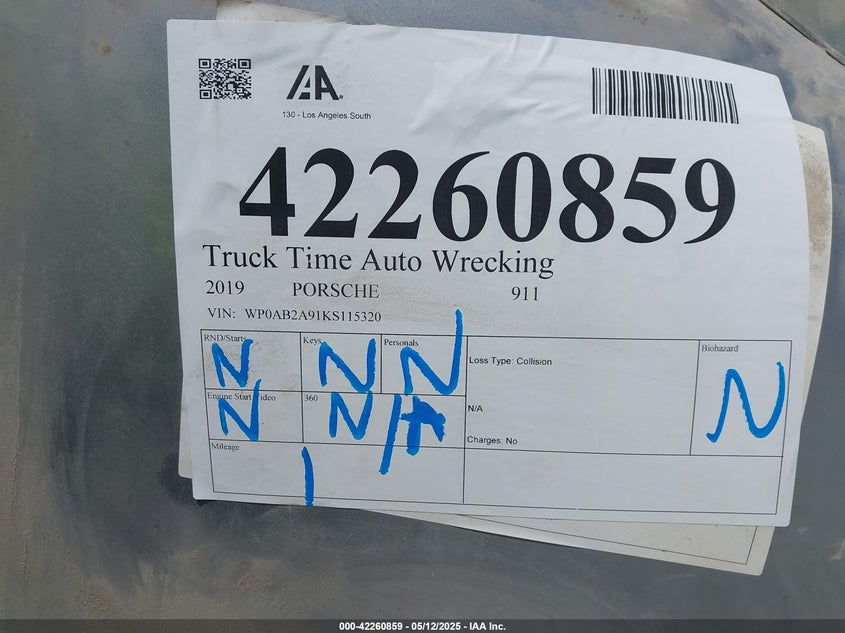 IAA
130 - Los Angeles South
42260859
Truck Time Auto Wrecking
2019 PORSCHE 911
VIN: WP0AB2A91KS115320
RND/Starts Keys Personals Loss Type: Collision Biohazard
N N N N
Engine Start Video 360 N/A
N N/A
Charges: No
Mileage
000-42260859 - 05/12/2025 - IAA Inc.